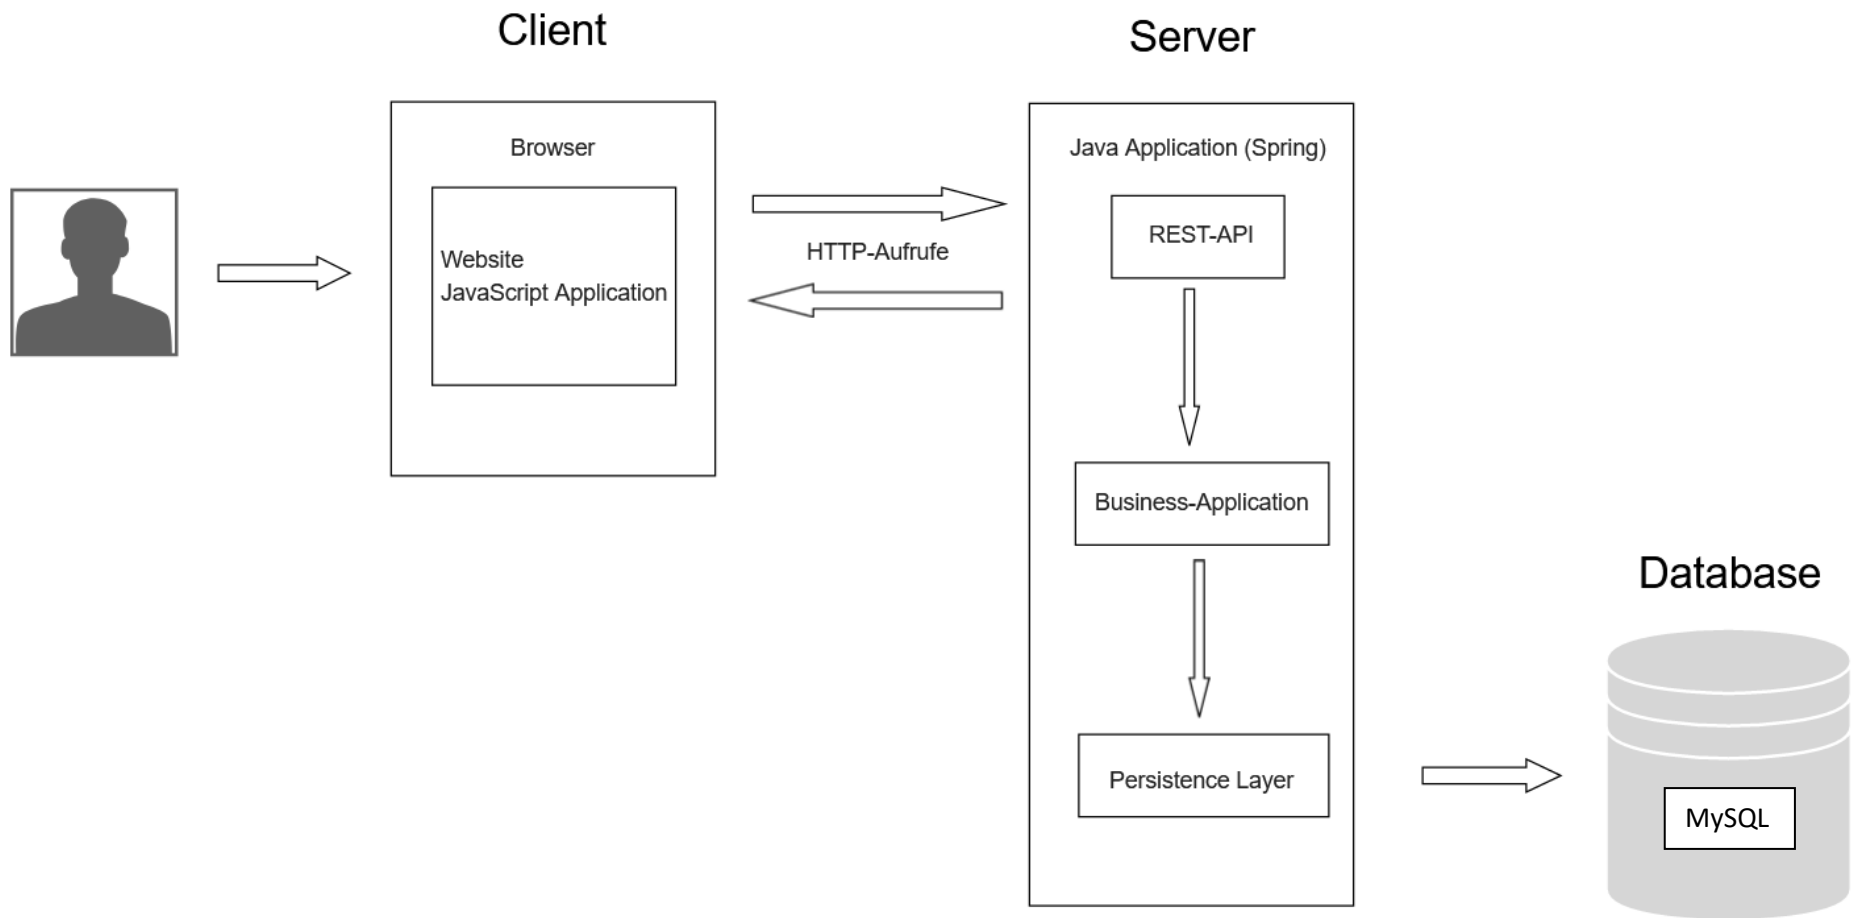 Client
Server
Browser
Java Application (Spring)
Website
JavaScript Application
HTTP-Aufrufe
REST-API
Business-Application
Database
Persistence Layer
MySQL